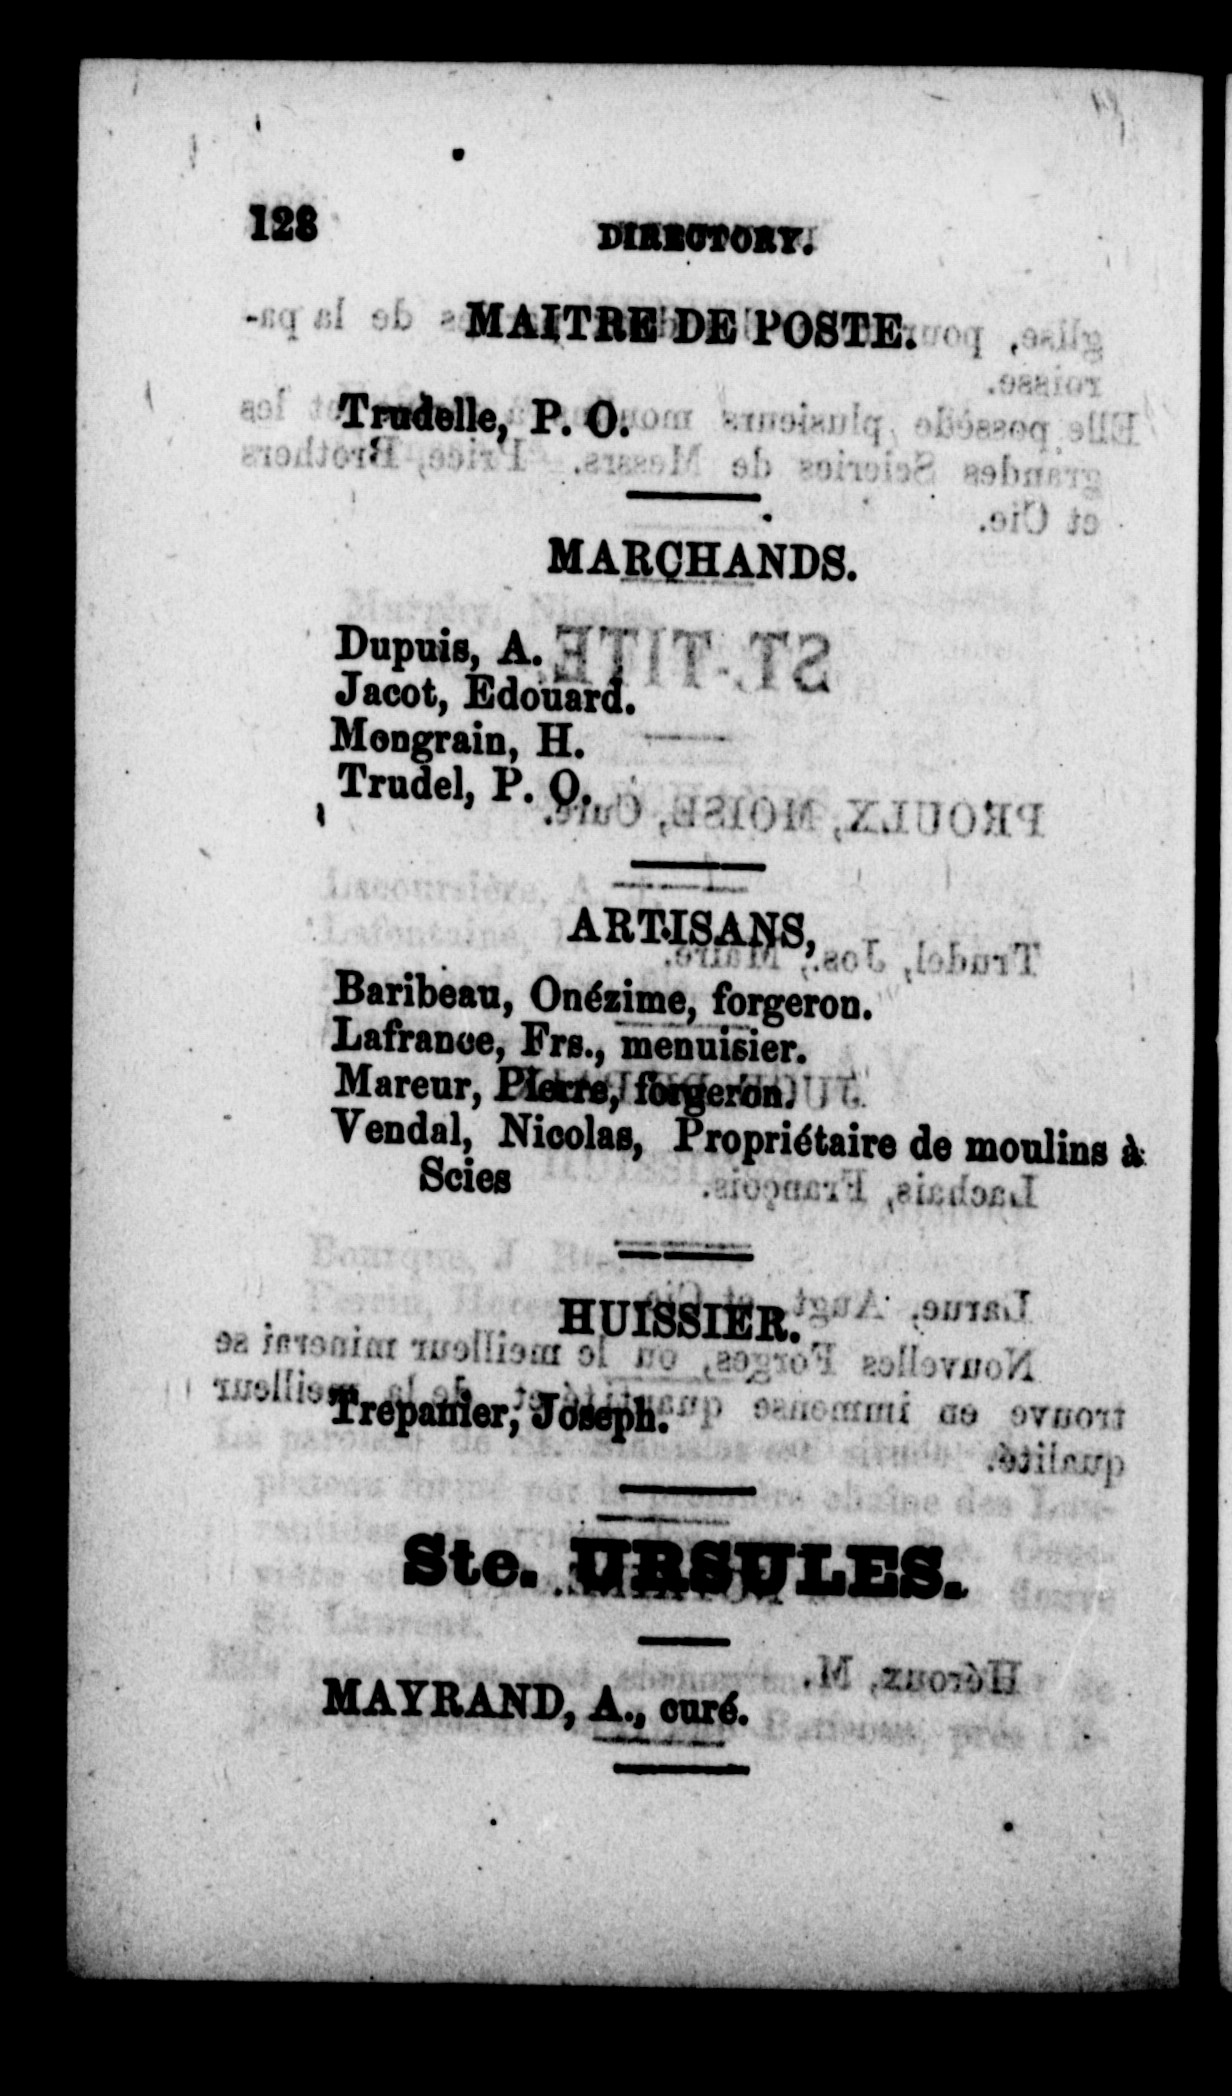 128
DIRECTORY.
MAITRE DE POSTE.
Trudelle, P. O.
MARCHANDS.
Dupuis, A.
Jacot, Edouard.
Mongrain, H.
Trudel, P. O.
ARTISANS,
Baribeau, Onézime, forgeron.
Lafrance, Frs., menuisier.
Mareur, Pierre, forgeron.
Vendal, Nicolas, Propriétaire de moulins à
Scies
HUISSIER.
Trepanier, Joseph.
Ste. URSULES.
MAYRAND, A., curé.